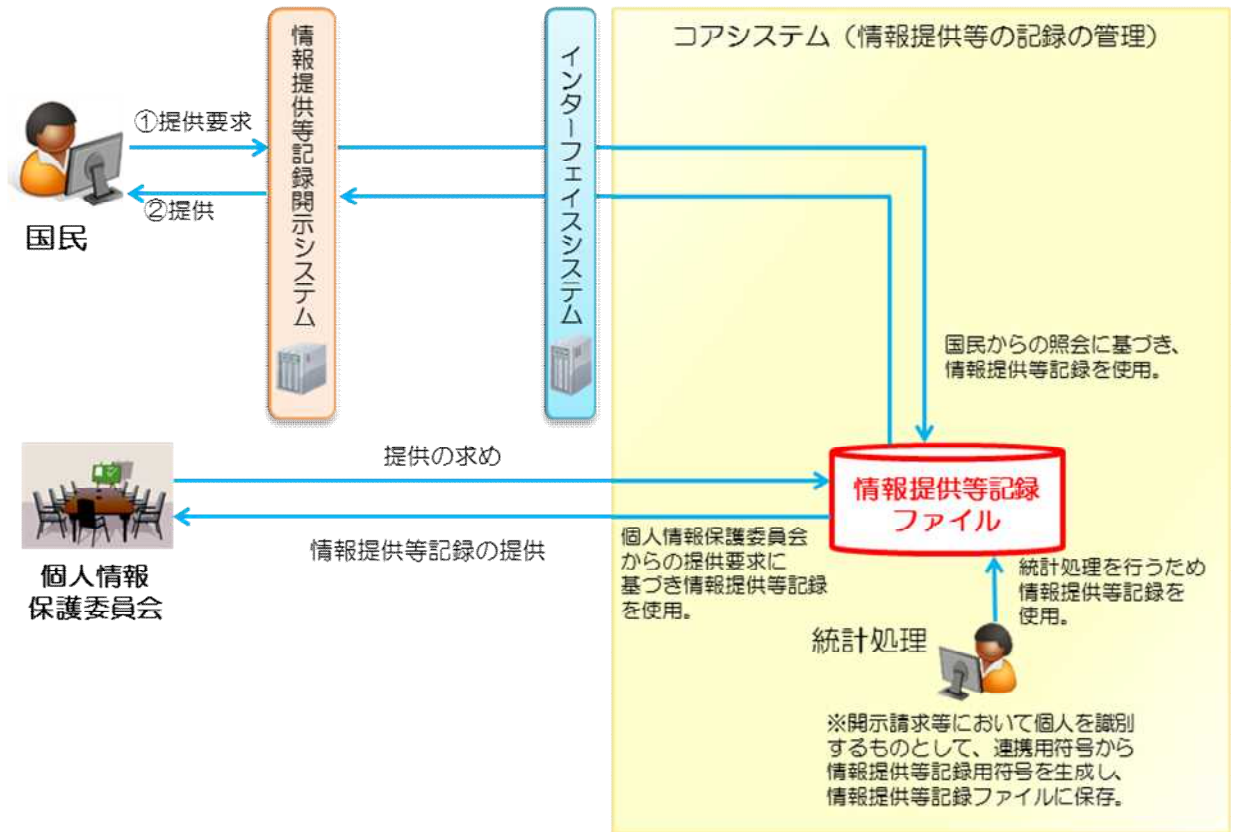 コアシステム（情報提供等の記録の管理）
情報提供等記録開示システム
インターフェイスシステム
①提供要求
②提供
国民
国民からの照会に基づき、
情報提供等記録を使用。
提供の求め
情報提供等記録
ファイル
情報提供等記録の提供
個人情報
保護委員会
個人情報保護委員会
からの提供要求に
基づき情報提供等記録
を使用。
統計処理を行うため
情報提供等記録を
使用。
統計処理
※開示請求等において個人を識別
するものとして、連携用符号から
情報提供等記録用符号を生成し、
情報提供等記録ファイルに保存。